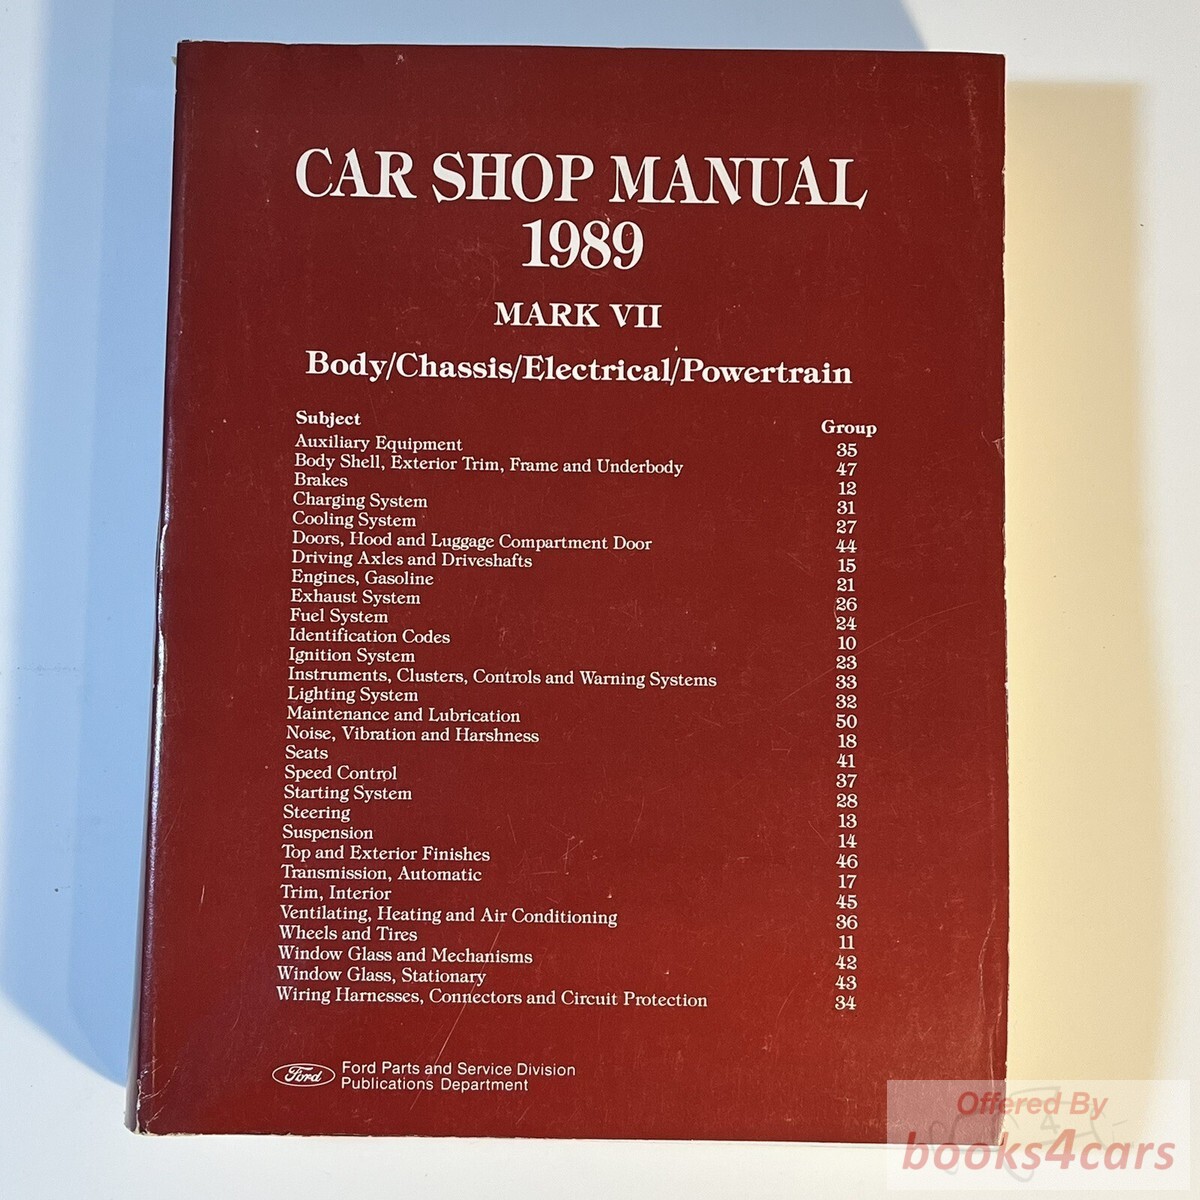 CAR SHOP MANUAL
1989
MARK VII
Body/Chassis/Electrical/Powertrain
Subject Group
Auxiliary Equipment 35
Body Shell, Exterior Trim, Frame and Underbody 47
Brakes 12
Charging System 31
Cooling System 27
Doors, Hood and Luggage Compartment Door 44
Driving Axles and Driveshafts 15
Engines, Gasoline 21
Exhaust System 26
Fuel System 24
Identification Codes 10
Ignition System 23
Instruments, Clusters, Controls and Warning Systems 33
Lighting System 32
Maintenance and Lubrication 50
Noise, Vibration and Harshness 18
Seats 41
Speed Control 37
Starting System 28
Steering 13
Suspension 14
Top and Exterior Finishes 46
Transmission, Automatic 17
Trim, Interior 45
Ventilating, Heating and Air Conditioning 36
Wheels and Tires 11
Window Glass and Mechanisms 42
Window Glass, Stationary 43
Wiring Harnesses, Connectors and Circuit Protection 34
Ford Ford Parts and Service Division
Publications Department
Offered By
books4cars